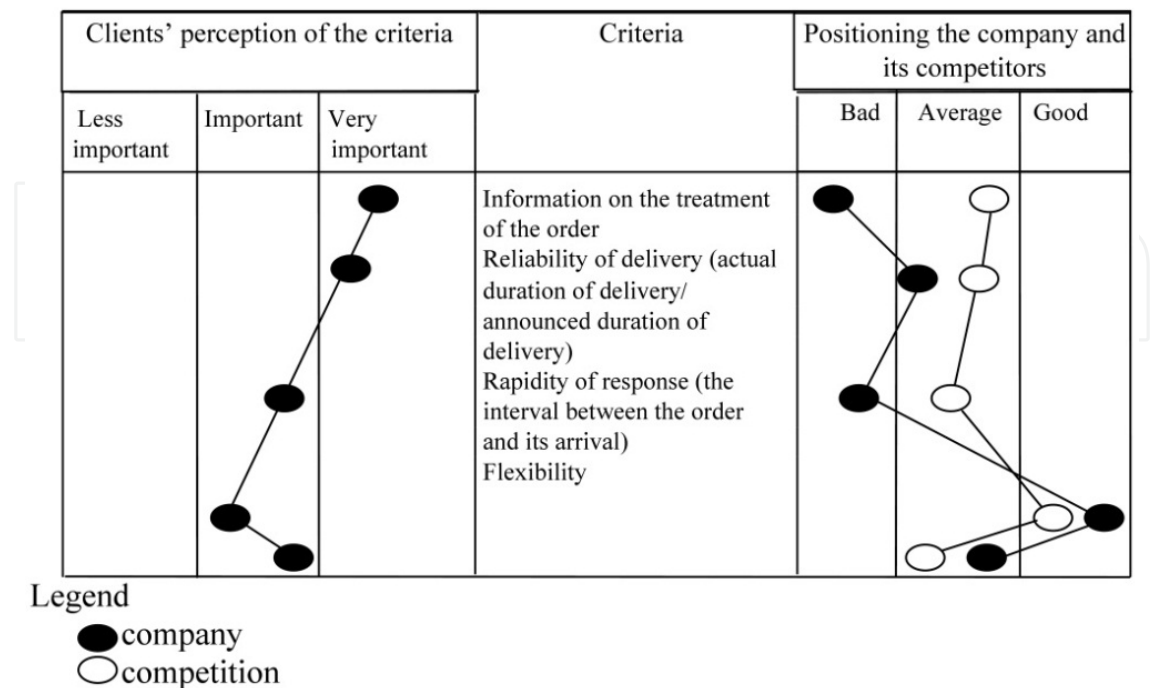 Clients’ perception of the criteria
Criteria
Positioning the company and
its competitors
Less
important
Important
Very
important
Bad
Average
Good
Information on the treatment
of the order
Reliability of delivery (actual
duration of delivery/
announced duration of
delivery)
Rapidity of response (the
interval between the order
and its arrival)
Flexibility
Legend
company
competition